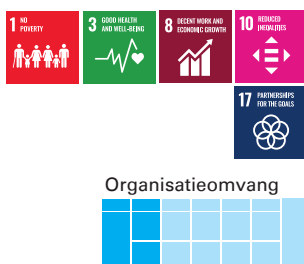 1 NO
POVERTY
3 GOOD HEALTH
AND WELL-BEING
8 DECENT WORK AND
ECONOMIC GROWTH
10 REDUCED
INEQUALITIES
17 PARTNERSHIPS
FOR THE GOALS
Organisatieomvang